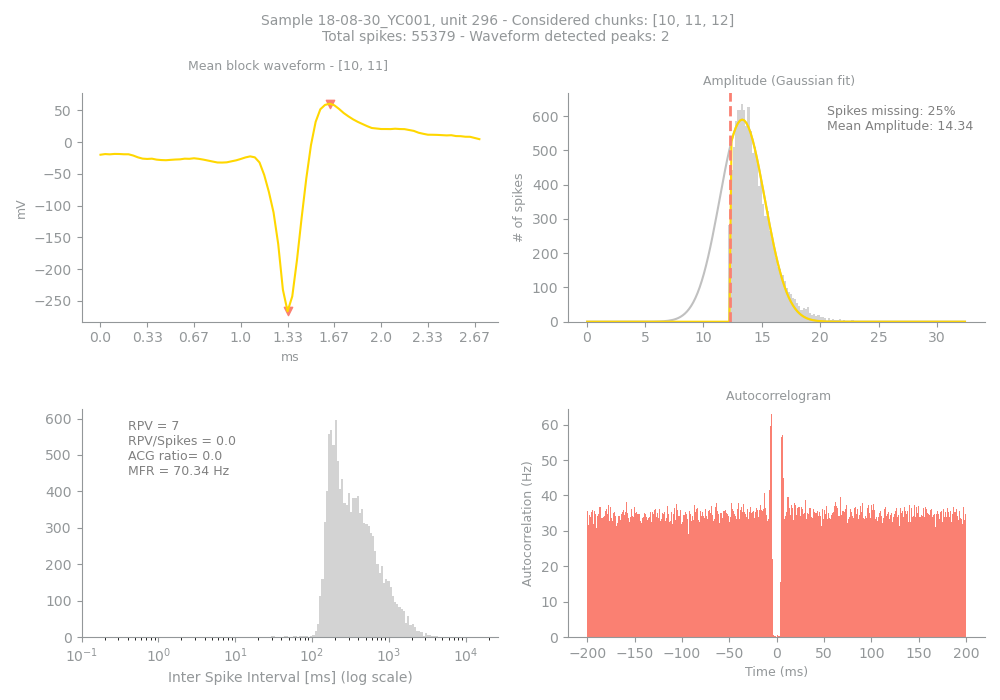 Sample 18-08-30_YC001, unit 296 - Considered chunks: [10, 11, 12]
Total spikes: 55379 - Waveform detected peaks: 2
Mean block waveform - [10, 11]
mV
50
0
−50
−100
−150
−200
−250
0.0 0.33 0.67 1.0 1.33 1.67 2.0 2.33 2.67
ms
Amplitude (Gaussian fit)
Spikes missing: 25%
Mean Amplitude: 14.34
# of spikes
600
500
400
300
200
100
0
0 5 10 15 20 25 30
RPV = 7
RPV/Spikes = 0.0
ACG ratio= 0.0
MFR = 70.34 Hz
600
500
400
300
200
100
0
10⁻¹ 10⁰ 10¹ 10² 10³ 10⁴
Inter Spike Interval [ms] (log scale)
Autocorrelogram
Autocorrelation (Hz)
60
50
40
30
20
10
0
−200 −150 −100 −50 0 50 100 150 200
Time (ms)